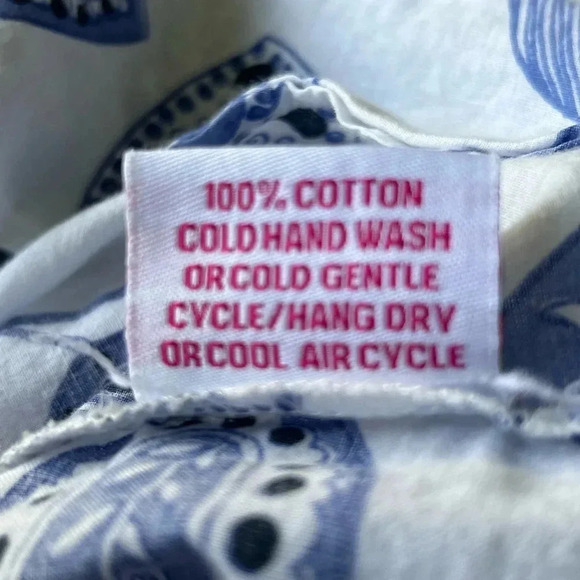 100% COTTON
COLD HAND WASH
OR COLD GENTLE
CYCLE/HANG DRY
OR COOL AIR CYCLE